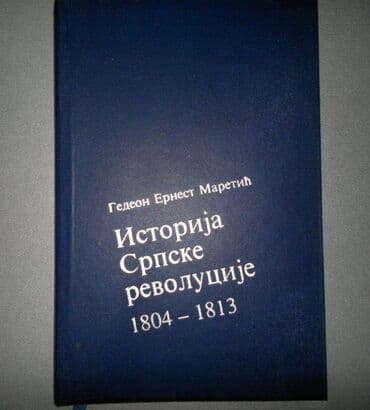 Гедеон Ернест Маретић
Историја
Српске
револуције
1804 – 1813